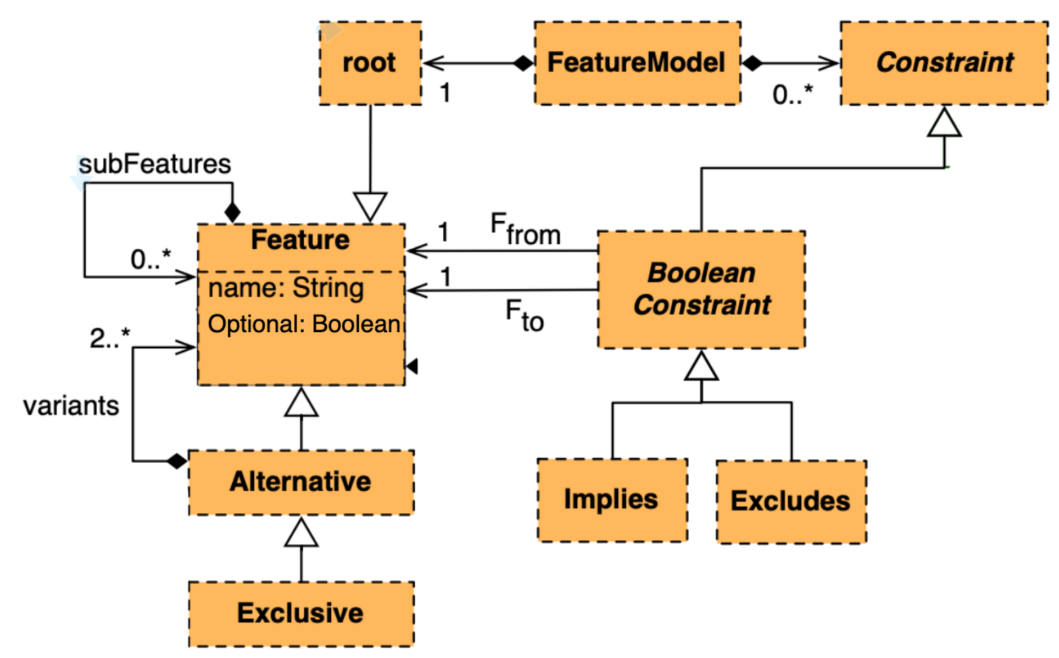 root
FeatureModel
Constraint
1
0..*
subFeatures
0..*
Feature
name: String
Optional: Boolean
1
Ffrom
1
Fto
Boolean
Constraint
2..*
variants
Alternative
Implies
Excludes
Exclusive